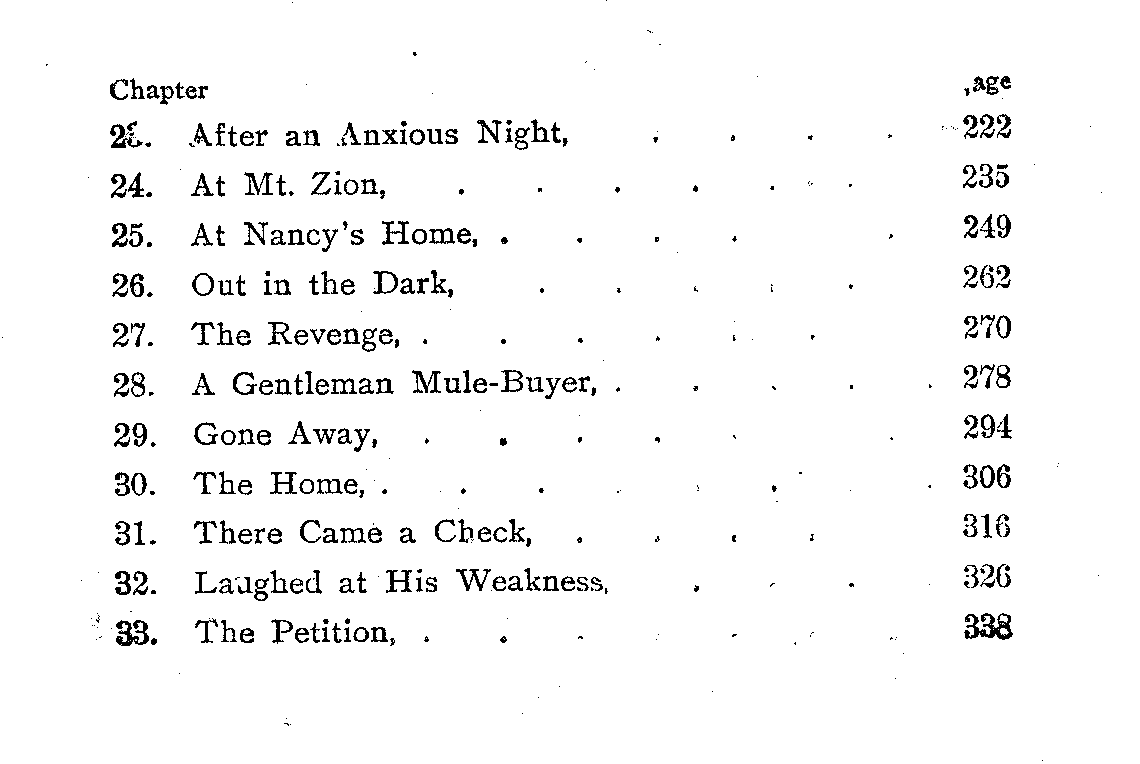 Chapter age
23. After an Anxious Night, . . . . 222
24. At Mt. Zion, . . . . . . 235
25. At Nancy's Home, . . . . . 249
26. Out in the Dark, . . . . . 262
27. The Revenge, . . . . . . 270
28. A Gentleman Mule-Buyer, . . . . . 278
29. Gone Away, . . . . . . 294
30. The Home, . . . . . . . 306
31. There Came a Check, . . . . 316
32. Laughed at His Weakness, . . . 326
33. The Petition, . . . . . . . 338